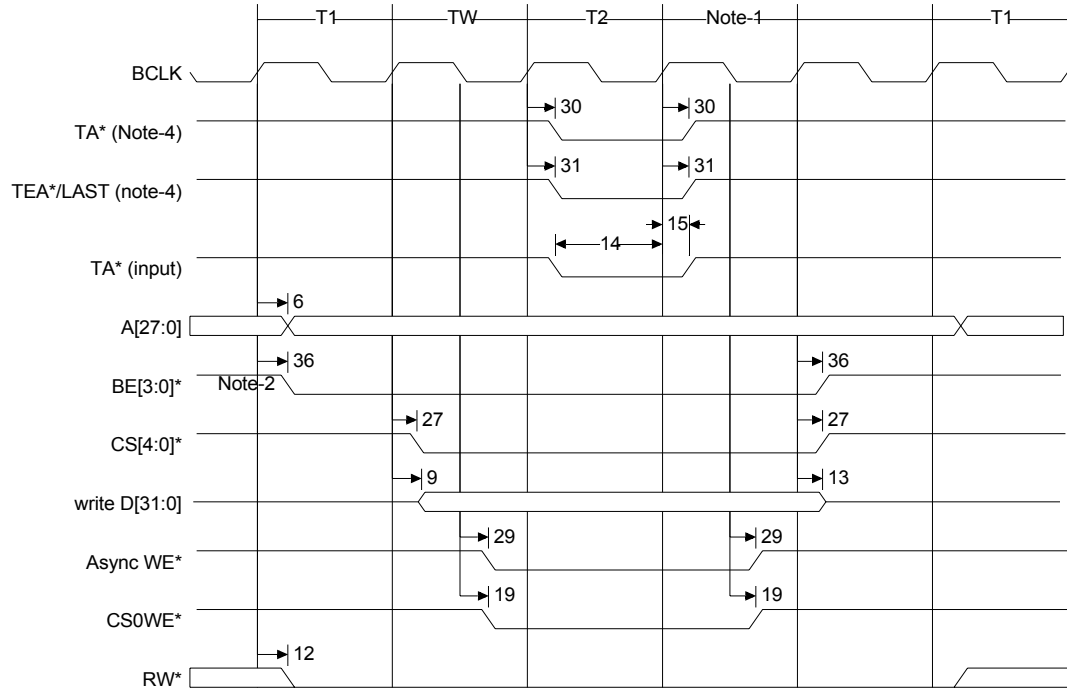 T1 TW T2 Note-1 T1
BCLK
30 30
TA* (Note-4)
31 31
TEA*/LAST (note-4)
15
14
TA* (input)
6
A[27:0]
36 36
Note-2
BE[3:0]*
27 27
CS[4:0]*
9 13
write D[31:0]
29 29
Async WE*
19 19
CS0WE*
12
RW*